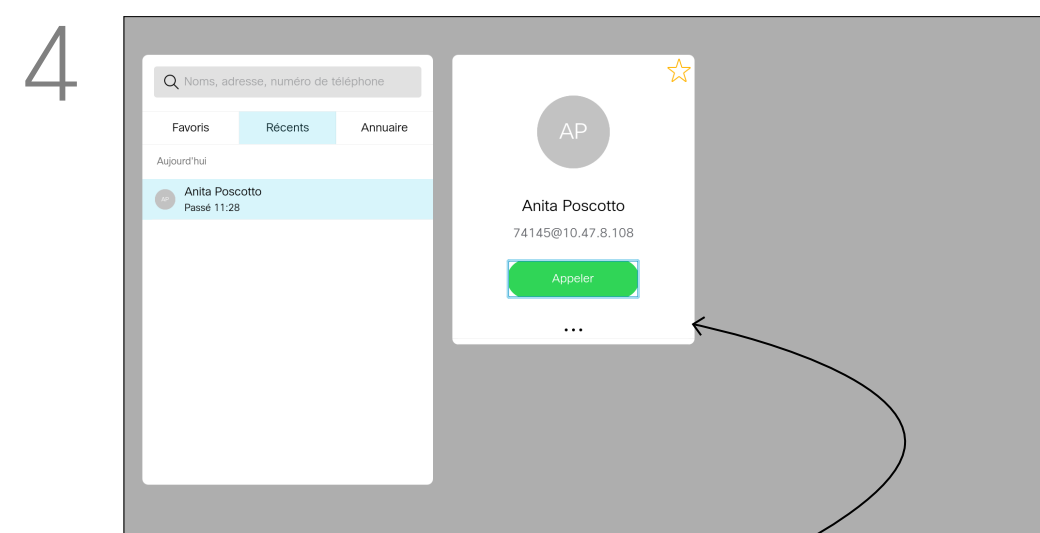 4
Noms, adresse, numéro de téléphone
Favoris Récents Annuaire
Aujourd'hui
AP Anita Poscotto
Passé 11:28
AP
Anita Poscotto
74145@10.47.8.108
Appeler
...